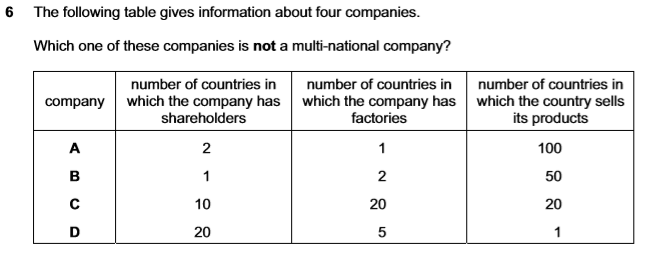 6 The following table gives information about four companies.
Which one of these companies is not a multi-national company?
company number of countries in which the company has shareholders number of countries in which the company has factories number of countries in which the country sells its products
A 2 1 100
B 1 2 50
C 10 20 20
D 20 5 1